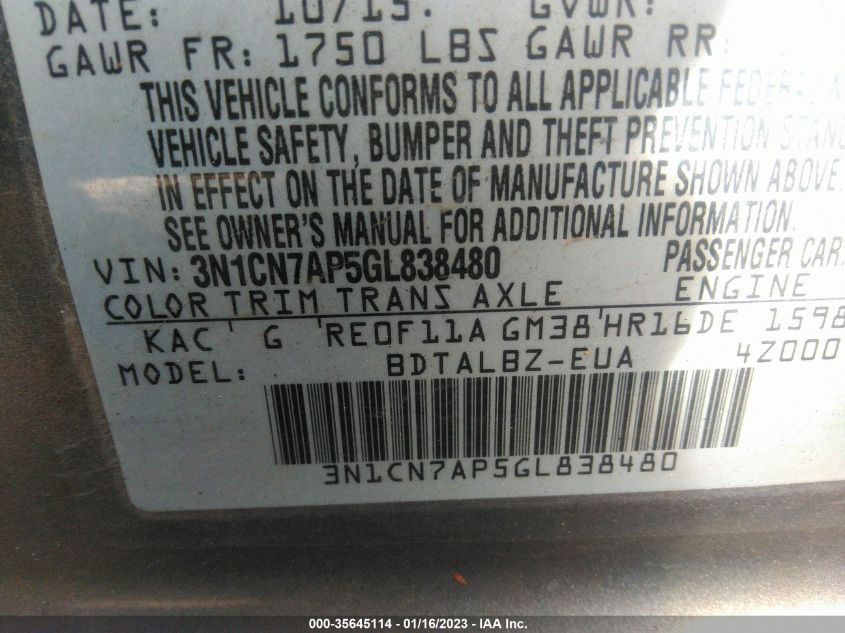 DATE: 10/15. GVWR:
GAWR FR: 1750 LBS GAWR RR:
THIS VEHICLE CONFORMS TO ALL APPLICABLE FEDERAL
VEHICLE SAFETY, BUMPER AND THEFT PREVENTION
IN EFFECT ON THE DATE OF MANUFACTURE SHOWN ABOVE.
SEE OWNER'S MANUAL FOR ADDITIONAL INFORMATION.
VIN: 3N1CN7AP5GL838480 PASSENGER CAR
COLOR TRIM TRANS AXLE ENGINE
KAC G RE0F11A GM38 HR16DE 1598
MODEL: BDTALBZ-EUA 4Z000
3N1CN7AP5GL838480
000-35645114 - 01/16/2023 - IAA Inc.